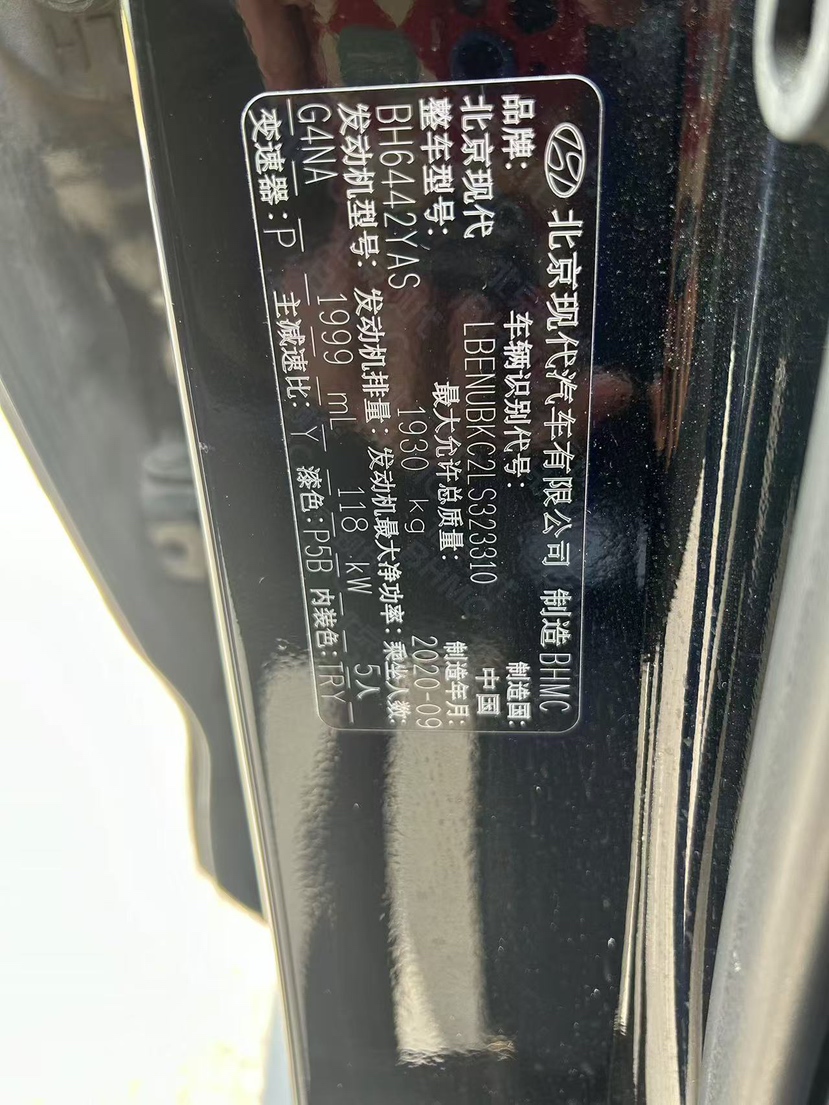 北京现代汽车有限公司 制造 BHMC
品牌: 车辆识别代号: 制造国:
北京现代 LBENUBKC2LS323310 中国
整车型号: 最大允许总质量: 制造年月:
BH6442YAS 1930 kg 2020-09
发动机型号: 发动机排量: 发动机最大净功率: 乘坐人数:
G4NA 1999 mL 118 kW 5人
变速器: P 主减速比: Y 漆色: P5B 内装色: TRY